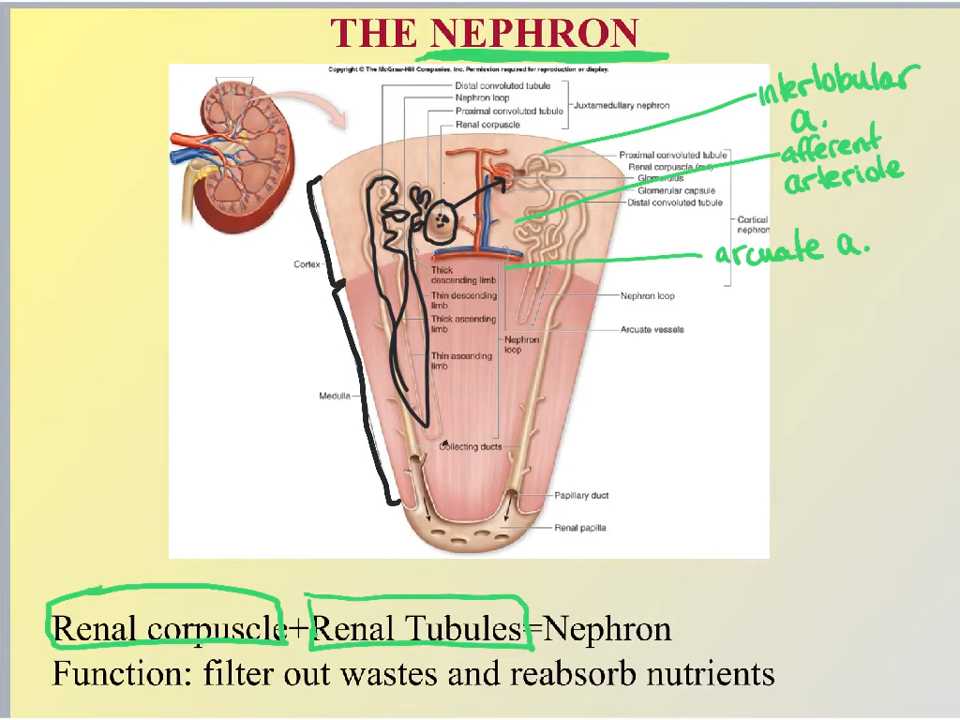 THE NEPHRON
Copyright © The McGraw-Hill Companies, Inc. Permission required for reproduction or display.
Distal convoluted tubule
Nephron loop
Proximal convoluted tubule
Renal corpuscle
Juxtamedullary nephron
interlobular
a.
afferent
arteriole
arcuate a.
Proximal convoluted tubule
Renal corpuscle (cut)
Glomerulus
Glomerular capsule
Distal convoluted tubule
Cortical
nephron
Cortex
Thick
descending limb
Thin descending
limb
Thick ascending
limb
Thin ascending
limb
Nephron
loop
Nephron loop
Arcuate vessels
Medulla
Collecting ducts
Papillary duct
Renal papilla
Renal corpuscle+Renal Tubules=Nephron
Function: filter out wastes and reabsorb nutrients